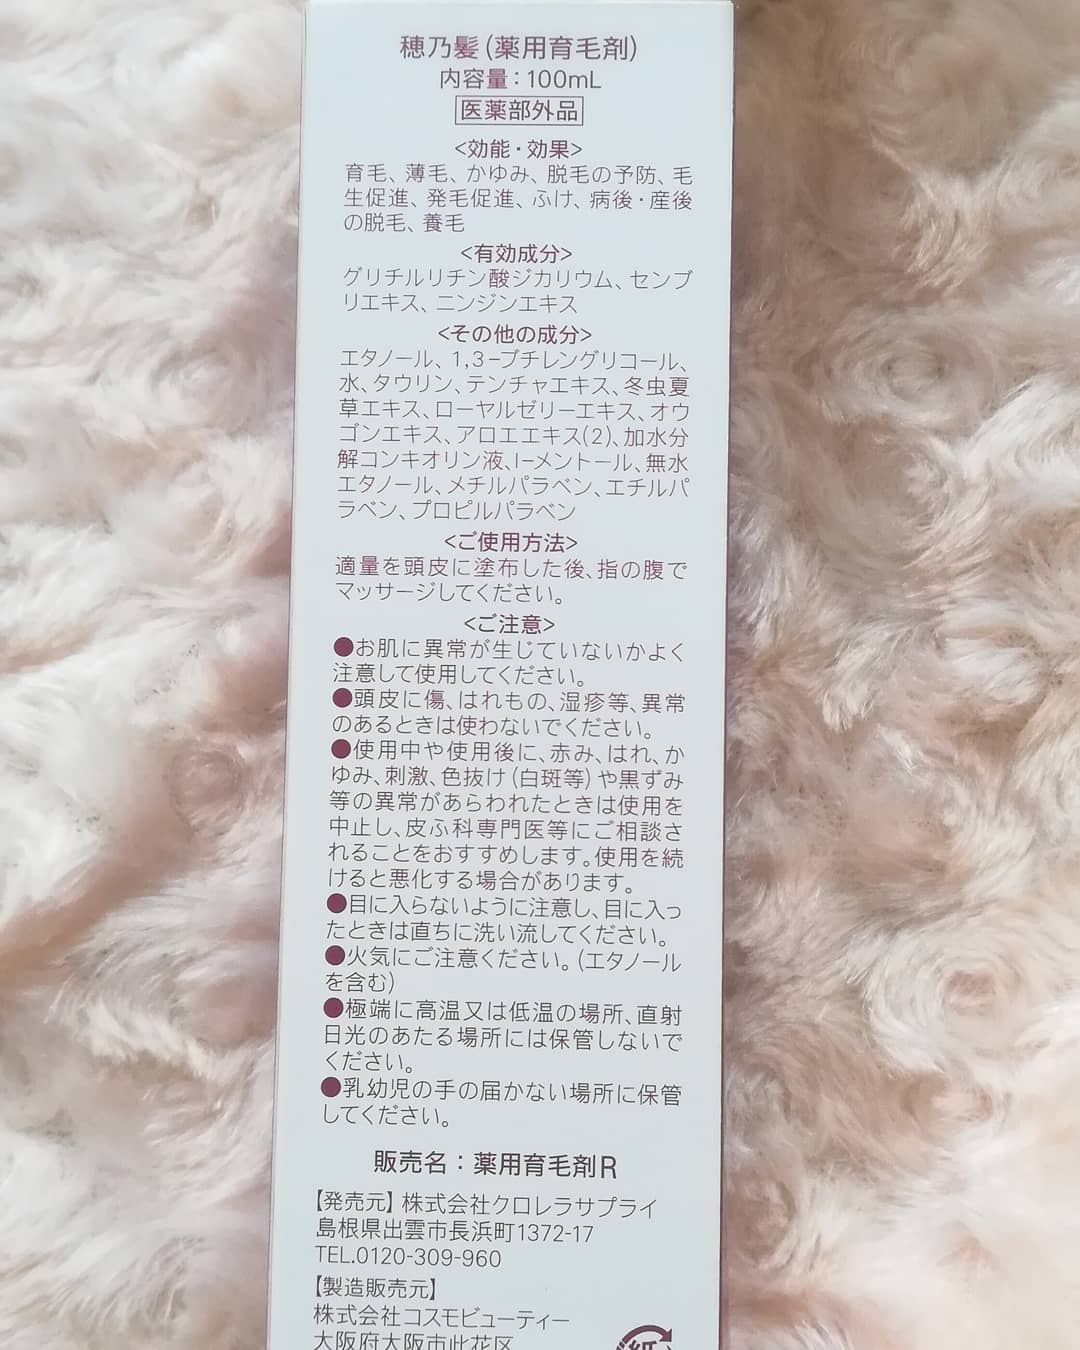 穂乃髪(薬用育毛剤)
内容量：100mL
医薬部外品
<効能・効果>
育毛、薄毛、かゆみ、脱毛の予防、毛
生促進、発毛促進、ふけ、病後・産後
の脱毛、養毛
<有効成分>
グリチルリチン酸ジカリウム、センブ
リエキス、ニンジンエキス
<その他の成分>
エタノール、1,3−ブチレングリコール、
水、タウリン、テンチャエキス、冬虫夏
草エキス、ローヤルゼリーエキス、オウ
ゴンエキス、アロエエキス(2)、加水分
解コンキオリン液、l-メントール、無水
エタノール、メチルパラベン、エチルパ
ラベン、プロピルパラベン
<ご使用方法>
適量を頭皮に塗布した後、指の腹で
マッサージしてください。
<ご注意>
●お肌に異常が生じていないかよく
注意して使用してください。
●頭皮に傷、はれもの、湿疹等、異常
のあるときは使わないでください。
●使用中や使用後に、赤み、はれ、か
ゆみ、刺激、色抜け(白斑等)や黒ずみ
等の異常があらわれたときは使用を
中止し、皮ふ科専門医等にご相談さ
れることをおすすめします。使用を続
けると悪化する場合があります。
●目に入らないように注意し、目に入っ
たときは直ちに洗い流してください。
●火気にご注意ください。(エタノール
を含む)
●極端に高温又は低温の場所、直射
日光のあたる場所には保管しないで
ください。
●乳幼児の手の届かない場所に保管
してください。
販売名：薬用育毛剤R
【発売元】株式会社クロレラサプライ
島根県出雲市長浜町1372-17
TEL.0120-309-960
【製造販売元】
株式会社コスモビューティー
大阪府大阪市此花区
紙